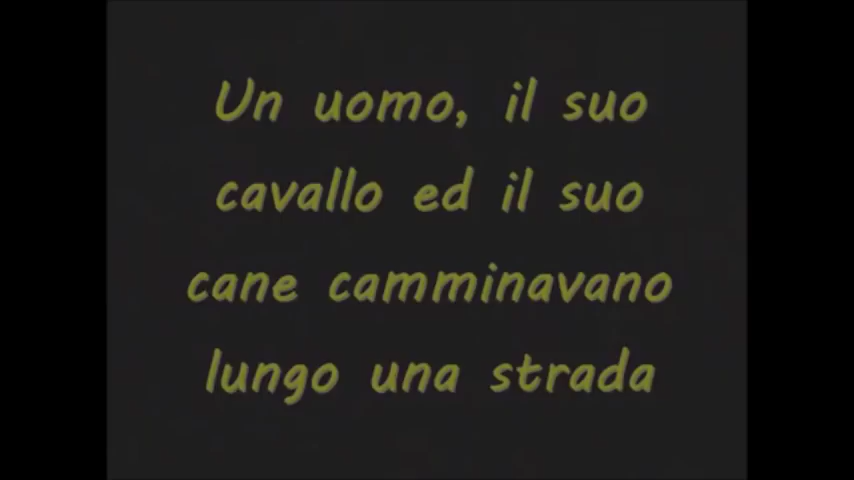 Un uomo, il suo
cavallo ed il suo
cane camminavano
lungo una strada